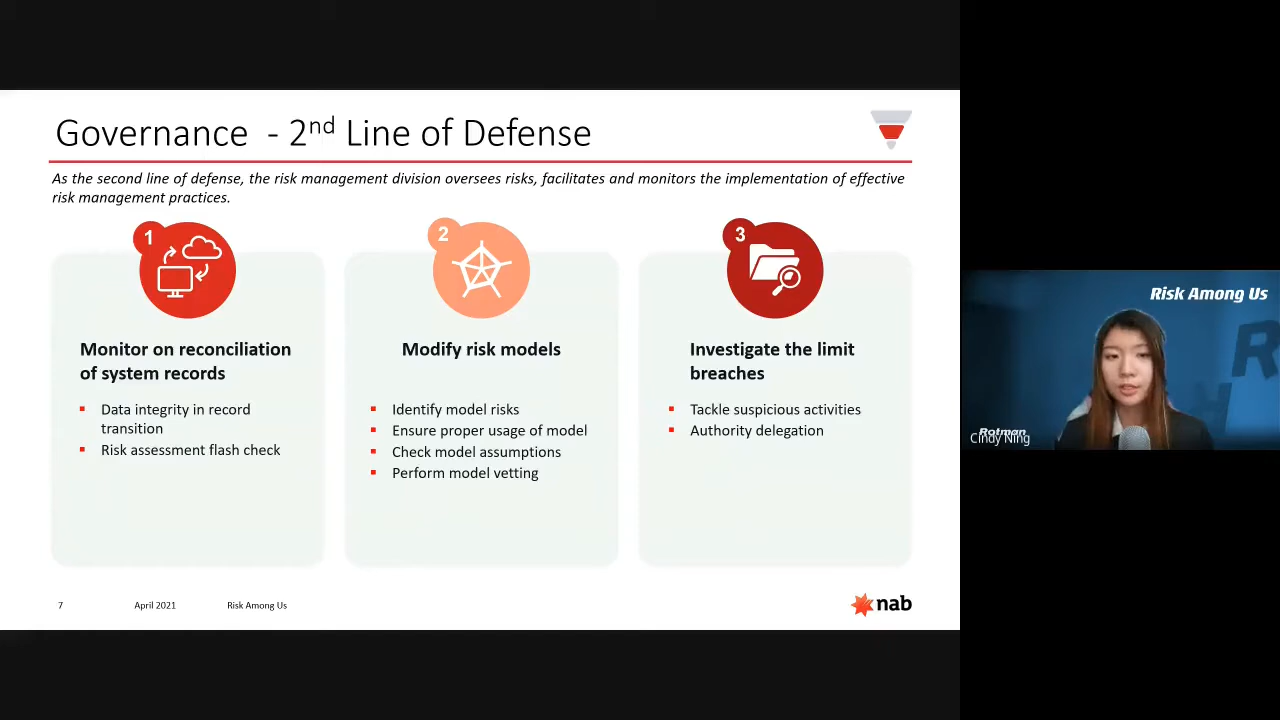 Governance - 2nd Line of Defense
As the second line of defense, the risk management division oversees risks, facilitates and monitors the implementation of effective
risk management practices.
1
Monitor on reconciliation
of system records
Data integrity in record
transition
Risk assessment flash check
2
Modify risk models
Identify model risks
Ensure proper usage of model
Check model assumptions
Perform model vetting
3
Investigate the limit
breaches
Tackle suspicious activities
Authority delegation
7 April 2021 Risk Among Us
nab
Risk Among Us
Rotman
Cindy Ning